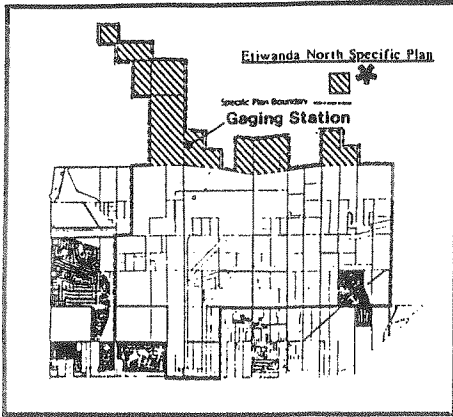 Etiwanda North Specific Plan
Specific Plan Boundary
Gaging Station